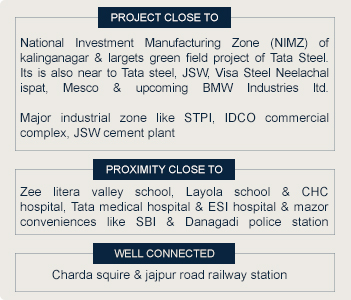 PROJECT CLOSE TO
National Investment Manufacturing Zone (NIMZ) of
kalinganagar & largets green field project of Tata Steel.
Its is also near to Tata steel, JSW, Visa Steel Neelachal
ispat, Mesco & upcoming BMW Industries ltd.
Major industrial zone like STPI, IDCO commercial
complex, JSW cement plant
PROXIMITY CLOSE TO
Zee litera valley school, Layola school & CHC
hospital, Tata medical hospital & ESI hospital & mazor
conveniences like SBI & Danagadi police station
WELL CONNECTED
Charda squire & jajpur road railway station